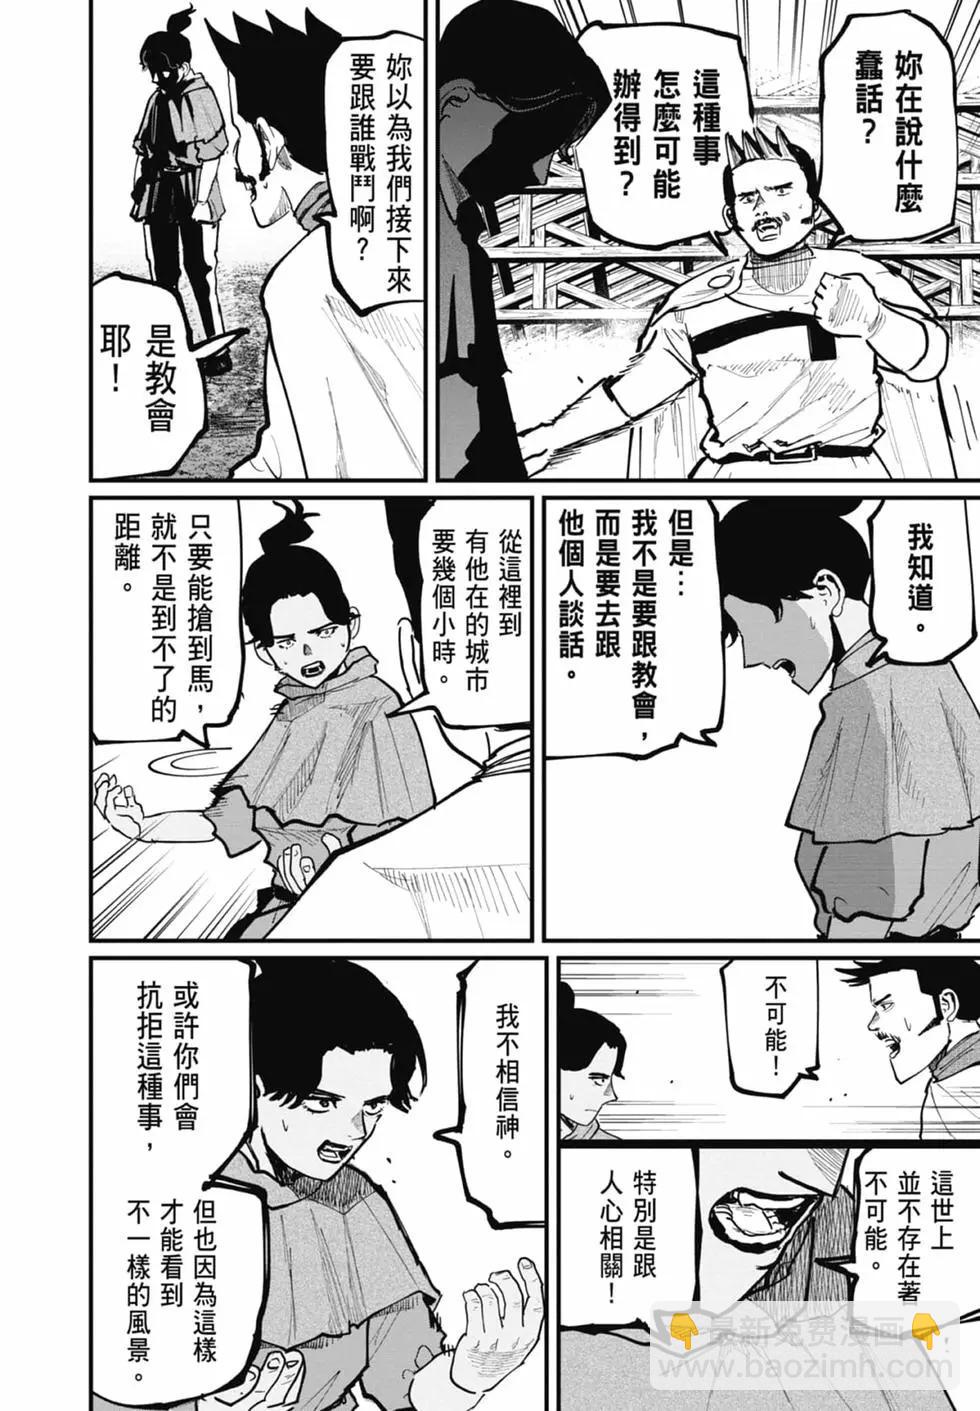 妳在說什麼
蠢話？
這種事
怎麼可能
辦得到？
妳以為我們接下來
要跟誰戰鬥啊？
是教會
耶！
我知道。
但是…
我不是要跟教會，
而是要去跟
他個人談話。
從這裡到
有他在的城市
要幾個小時。
只要能搶到馬，
就不是到不了的
距離。
不可能！
這世上
並不存在著
不可能。
特別是跟
人心相關！
我不相信神。
或許你們會
抗拒這種事，
但也因為這樣
才能看到
不一樣的風景。
最新免费漫画
www.baozimh.com